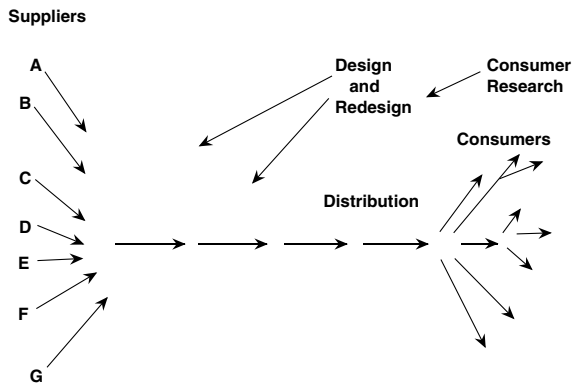 Suppliers
A
B
C
D
E
F
G
Design
and
Redesign
Consumer
Research
Consumers
Distribution